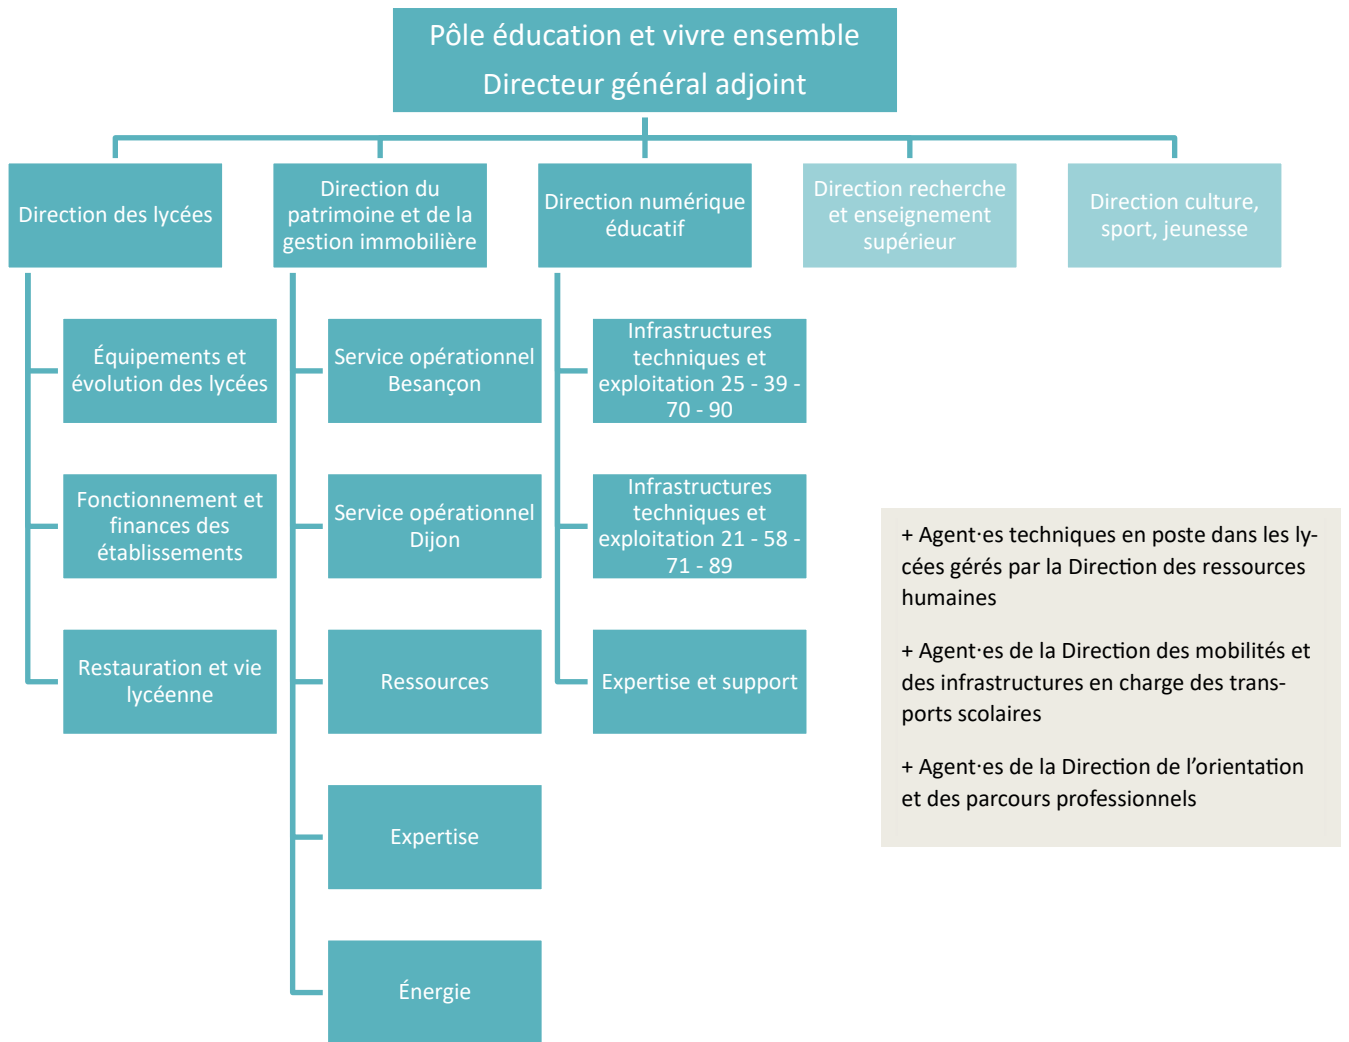 Pôle éducation et vivre ensemble
Directeur général adjoint
Direction des lycées
Direction du
patrimoine et de la
gestion immobilière
Direction numérique
éducatif
Direction recherche
et enseignement
supérieur
Direction culture,
sport, jeunesse
Équipements et
évolution des lycées
Service opérationnel
Besançon
Infrastructures
techniques et
exploitation 25 - 39 -
70 - 90
Fonctionnement et
finances des
établissements
Service opérationnel
Dijon
Infrastructures
techniques et
exploitation 21 - 58 -
71 - 89
Restauration et vie
lycéenne
Ressources
Expertise et support
Expertise
Énergie
+ Agent·es techniques en poste dans les ly-
cées gérés par la Direction des ressources
humaines
+ Agent·es de la Direction des mobilités et
des infrastructures en charge des trans-
ports scolaires
+ Agent·es de la Direction de l’orientation
et des parcours professionnels